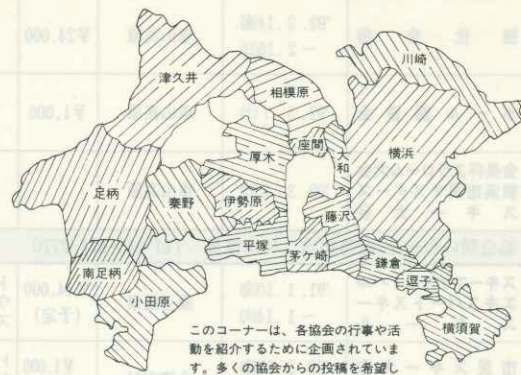 川崎
津久井
相模原
座間
大和
横浜
厚木
足柄
秦野
伊勢原
藤沢
平塚
茅ケ崎
鎌倉
逗子
南足柄
小田原
横須賀
このコーナーは、各協会の行事や活
動を紹介するために企画されていま
す。多くの協会からの投稿を希望し